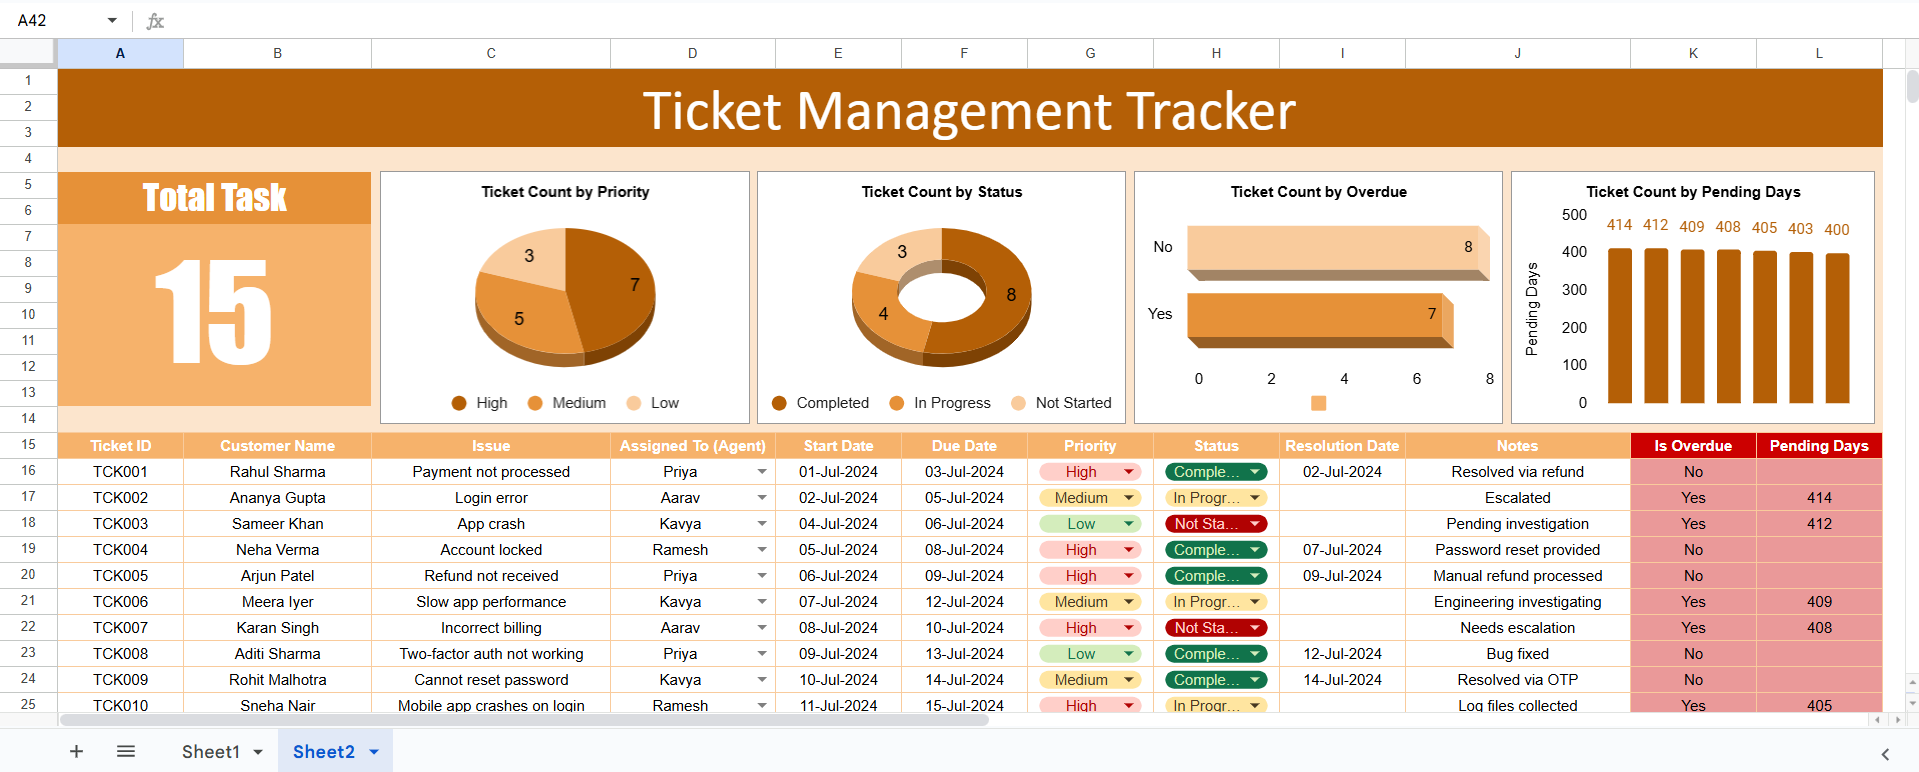 A42
fx
A B C D E F G H I J K L
1
2
3
Ticket Management Tracker
4
5
6
7
8
9
10
11
12
13
14
Total Task
15
Ticket Count by Priority
3
7
5
High Medium Low
Ticket Count by Status
3
8
4
Completed In Progress Not Started
Ticket Count by Overdue
No 8
Yes 7
0 2 4 6 8
Ticket Count by Pending Days
Pending Days
500
400
300
200
100
0
414 412 409 408 405 403 400
15 Ticket ID Customer Name Issue Assigned To (Agent) Start Date Due Date Priority Status Resolution Date Notes Is Overdue Pending Days
16 TCK001 Rahul Sharma Payment not processed Priya 01-Jul-2024 03-Jul-2024 High Comple... 02-Jul-2024 Resolved via refund No
17 TCK002 Ananya Gupta Login error Aarav 02-Jul-2024 05-Jul-2024 Medium In Progr... Escalated Yes 414
18 TCK003 Sameer Khan App crash Kavya 04-Jul-2024 06-Jul-2024 Low Not Sta... Pending investigation Yes 412
19 TCK004 Neha Verma Account locked Ramesh 05-Jul-2024 08-Jul-2024 High Comple... 07-Jul-2024 Password reset provided No
20 TCK005 Arjun Patel Refund not received Priya 06-Jul-2024 09-Jul-2024 High Comple... 09-Jul-2024 Manual refund processed No
21 TCK006 Meera Iyer Slow app performance Kavya 07-Jul-2024 12-Jul-2024 Medium In Progr... Engineering investigating Yes 409
22 TCK007 Karan Singh Incorrect billing Aarav 08-Jul-2024 10-Jul-2024 High Not Sta... Needs escalation Yes 408
23 TCK008 Aditi Sharma Two-factor auth not working Priya 09-Jul-2024 13-Jul-2024 Low Comple... 12-Jul-2024 Bug fixed No
24 TCK009 Rohit Malhotra Cannot reset password Kavya 10-Jul-2024 14-Jul-2024 Medium Comple... 14-Jul-2024 Resolved via OTP No
25 TCK010 Sneha Nair Mobile app crashes on login Ramesh 11-Jul-2024 15-Jul-2024 High In Progr... Log files collected Yes 405
Sheet1 Sheet2